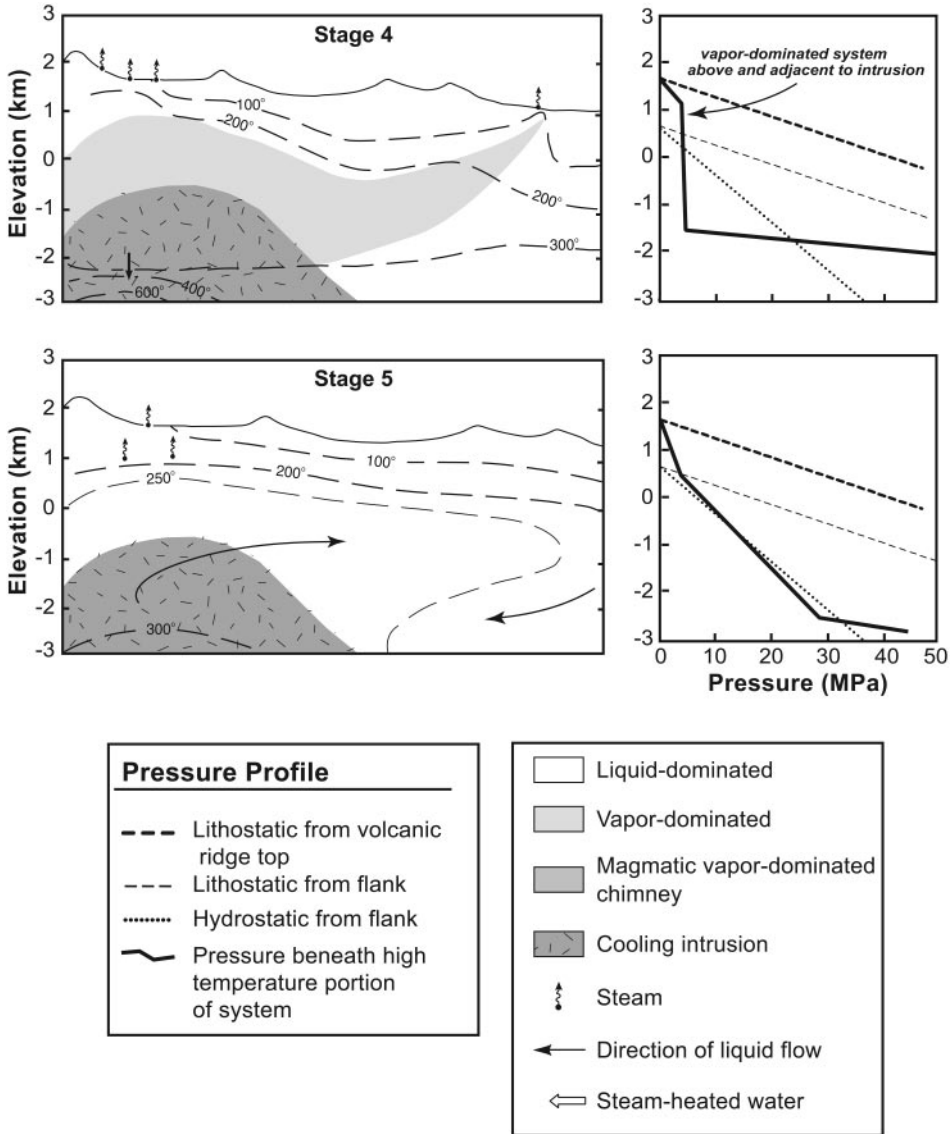 Stage 4
Elevation (km)
3
2
1
0
-1
-2
-3
100°
200°
200°
300°
400°
600°
3
2
1
0
-1
-2
-3
vapor-dominated system
above and adjacent to intrusion
Stage 5
Elevation (km)
3
2
1
0
-1
-2
-3
100°
200°
250°
300°
3
2
1
0
-1
-2
-3
0 10 20 30 40 50
Pressure (MPa)
Pressure Profile
Lithostatic from volcanic
ridge top
Lithostatic from flank
Hydrostatic from flank
Pressure beneath high
temperature portion
of system
Liquid-dominated
Vapor-dominated
Magmatic vapor-dominated
chimney
Cooling intrusion
Steam
Direction of liquid flow
Steam-heated water